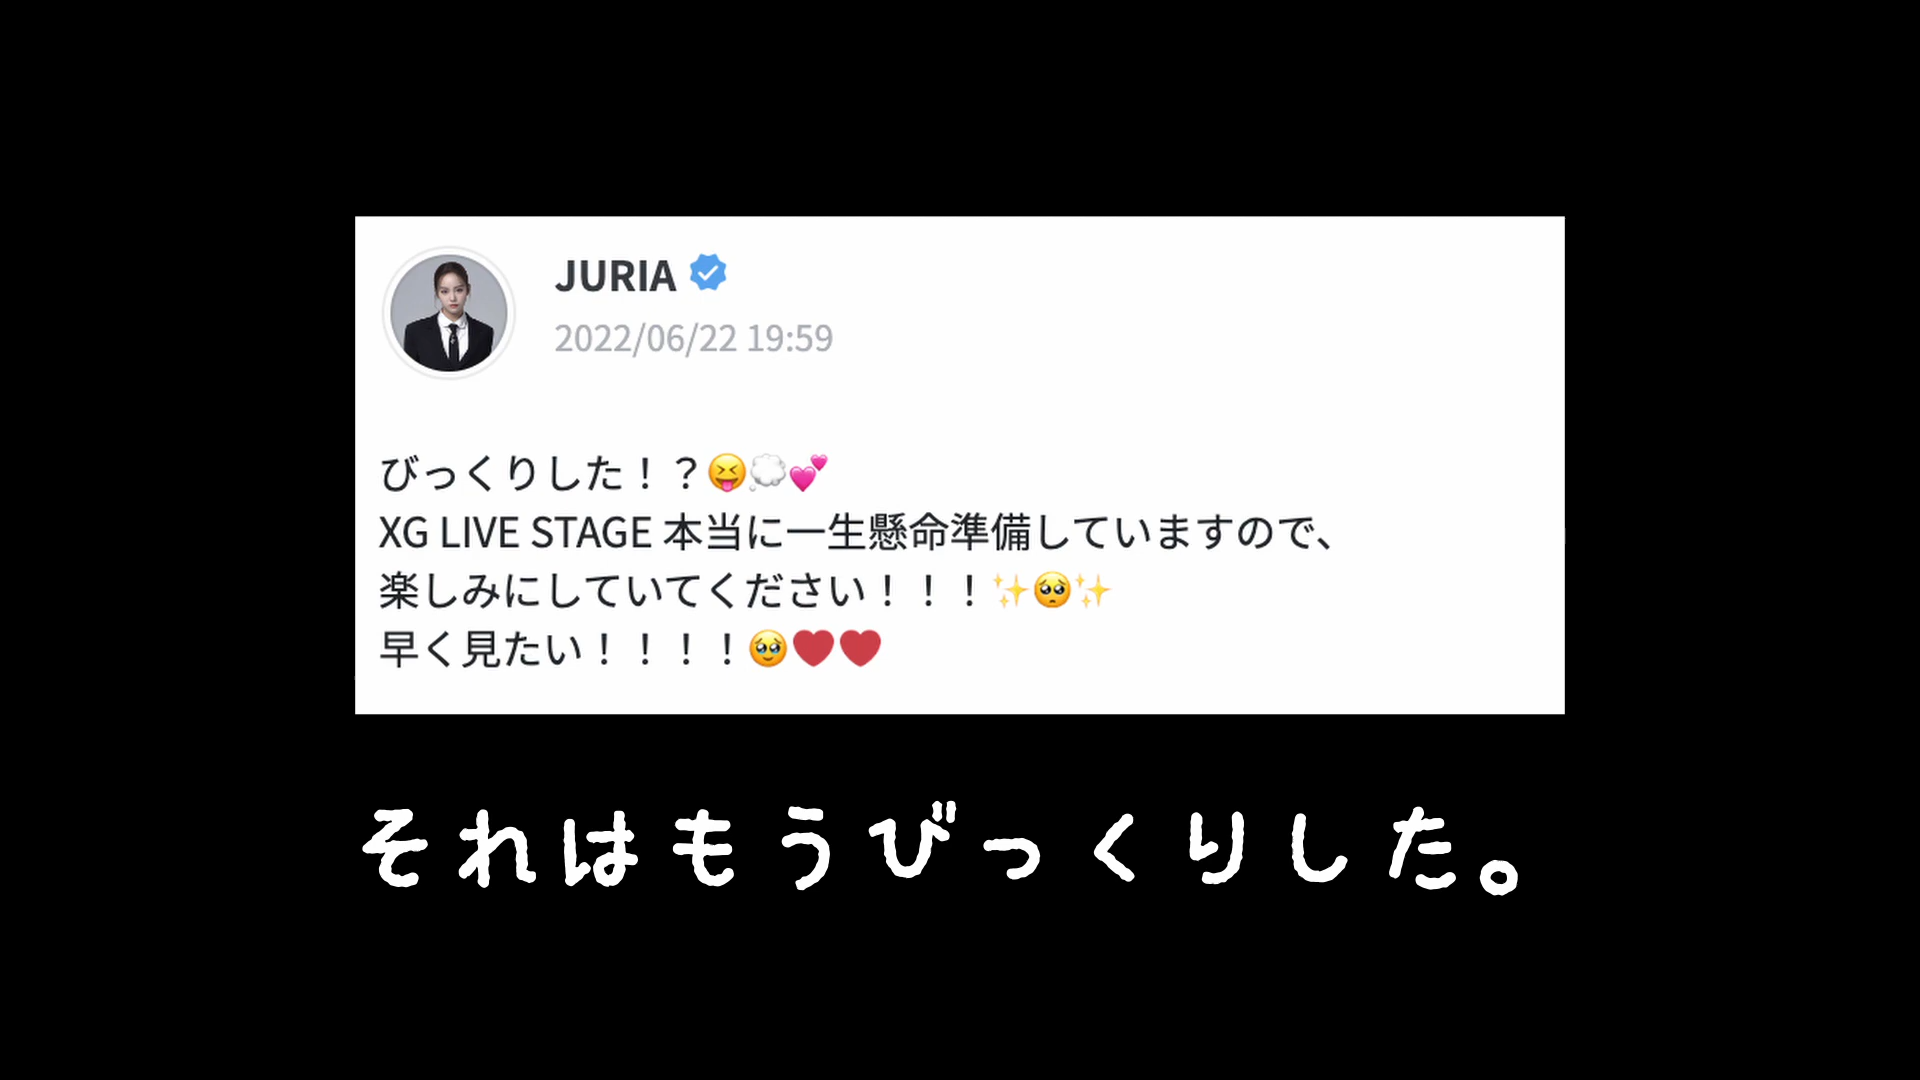 JURIA
2022/06/22 19:59
びっくりした！？😝💭💕
XG LIVE STAGE 本当に一生懸命準備していますので、
楽しみにしていてください！！！✨🥺✨
早く見たい！！！！🥹❤️❤️
それはもうびっくりした。